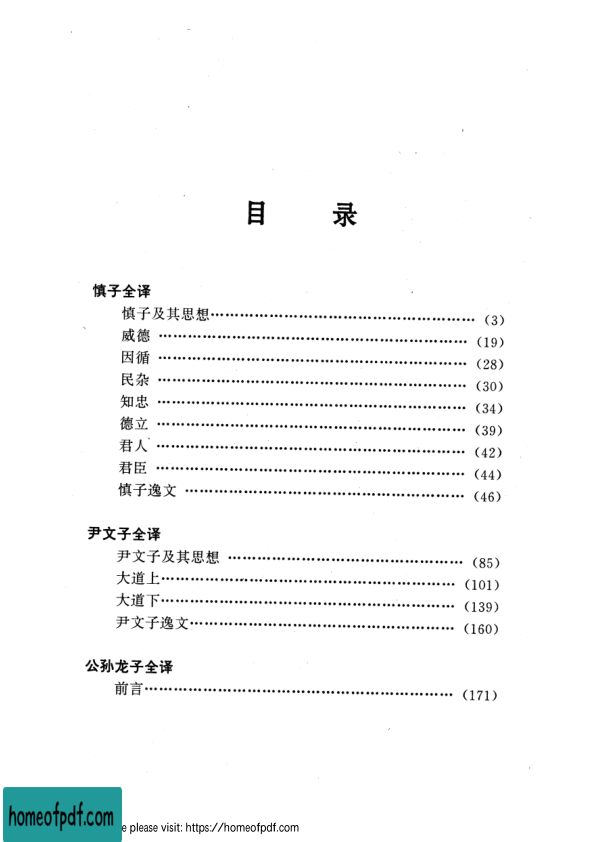 目 录
慎子全译
慎子及其思想……………………………………………… (3)
威德 ……………………………………………………… (19)
因循 ……………………………………………………… (28)
民杂 ……………………………………………………… (30)
知忠 ……………………………………………………… (34)
德立 ……………………………………………………… (39)
君人 ……………………………………………………… (42)
君臣 ……………………………………………………… (44)
慎子逸文 ………………………………………………… (46)
尹文子全译
尹文子及其思想 ………………………………………… (85)
大道上…………………………………………………… (101)
大道下…………………………………………………… (139)
尹文子逸文……………………………………………… (160)
公孙龙子全译
前言……………………………………………………… (171)
homeofpdf.com
e please visit: https://homeofpdf.com